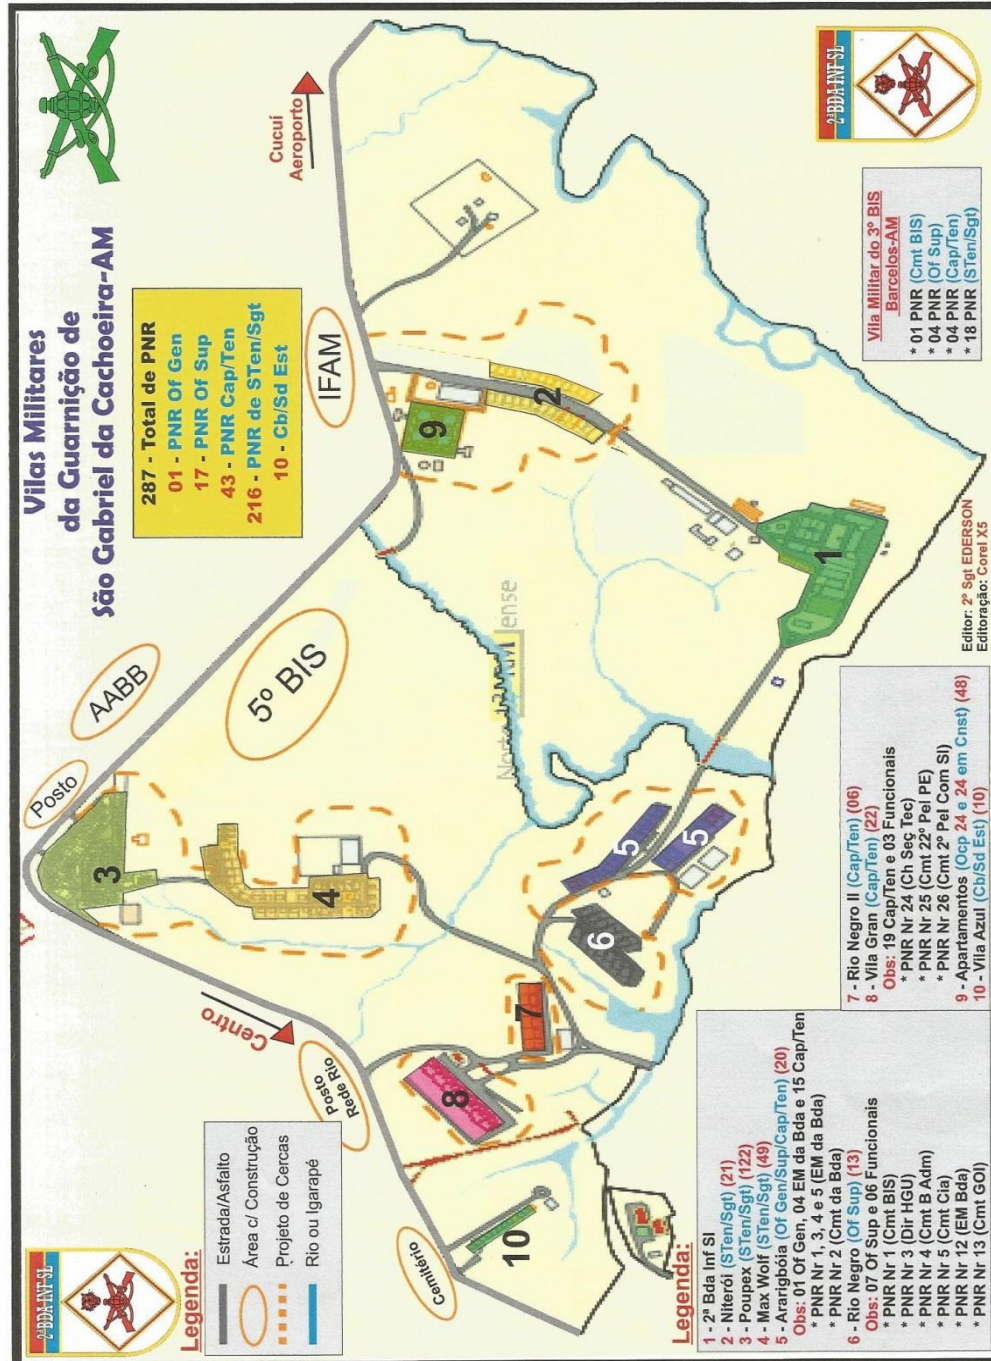 Vilas Militares
da Guarnição de
São Gabriel da Cachoeira-AM
2ª BDA INF SL
2ª BDA INF SL
287 - Total de PNR
01 - PNR Of Gen
17 - PNR Of Sup
43 - PNR Cap/Ten
216 - PNR de STen/Sgt
10 - Cb/Sd Est
Legenda:
Estrada/Asfalto
Área c/ Construção
Projeto de Cercas
Rio ou Igarapé
Cemitério
Posto
Rede Rio
Centro
Posto
AABB
5º BIS
IFAM
Cucuí
Aeroporto
10
8
7
3
4
6
5
5
9
2
1
Legenda:
1 - 2ª Bda Inf Sl
2 - Niterói (STen/Sgt) (21)
3 - Poupex (STen/Sgt) (122)
4 - Max Wolf (STen/Sgt) (49)
5 - Ararigbóia (Of Gen/Sup/Cap/Ten) (20)
Obs: 01 Of Gen, 04 EM da Bda e 15 Cap/Ten
* PNR Nr 1, 3, 4 e 5 (EM da Bda)
* PNR Nr 2 (Cmt da Bda)
6 - Rio Negro (Of Sup) (13)
Obs: 07 Of Sup e 06 Funcionais
* PNR Nr 1 (Cmt BIS)
* PNR Nr 3 (Dir HGU)
* PNR Nr 4 (Cmt B Adm)
* PNR Nr 5 (Cmt Cia)
* PNR Nr 12 (EM Bda)
* PNR Nr 13 (Cmt GOI)
7 - Rio Negro II (Cap/Ten) (06)
8 - Vila Gran (Cap/Ten) (22)
Obs: 19 Cap/Ten e 03 Funcionais
* PNR Nr 24 (Ch Seç Tec)
* PNR Nr 25 (Cmt 22º Pel PE)
* PNR Nr 26 (Cmt 2º Pel Com Sl)
9 - Apartamentos (Ocp 24 e 24 em Cnst) (48)
10 - Vila Azul (Cb/Sd Est) (10)
Editor: 2º Sgt EDERSON
Editoração: Corel X5
Vila Militar do 3º BIS
Barcelos-AM
* 01 PNR (Cmt BIS)
* 04 PNR (Of Sup)
* 04 PNR (Cap/Ten)
* 18 PNR (STen/Sgt)